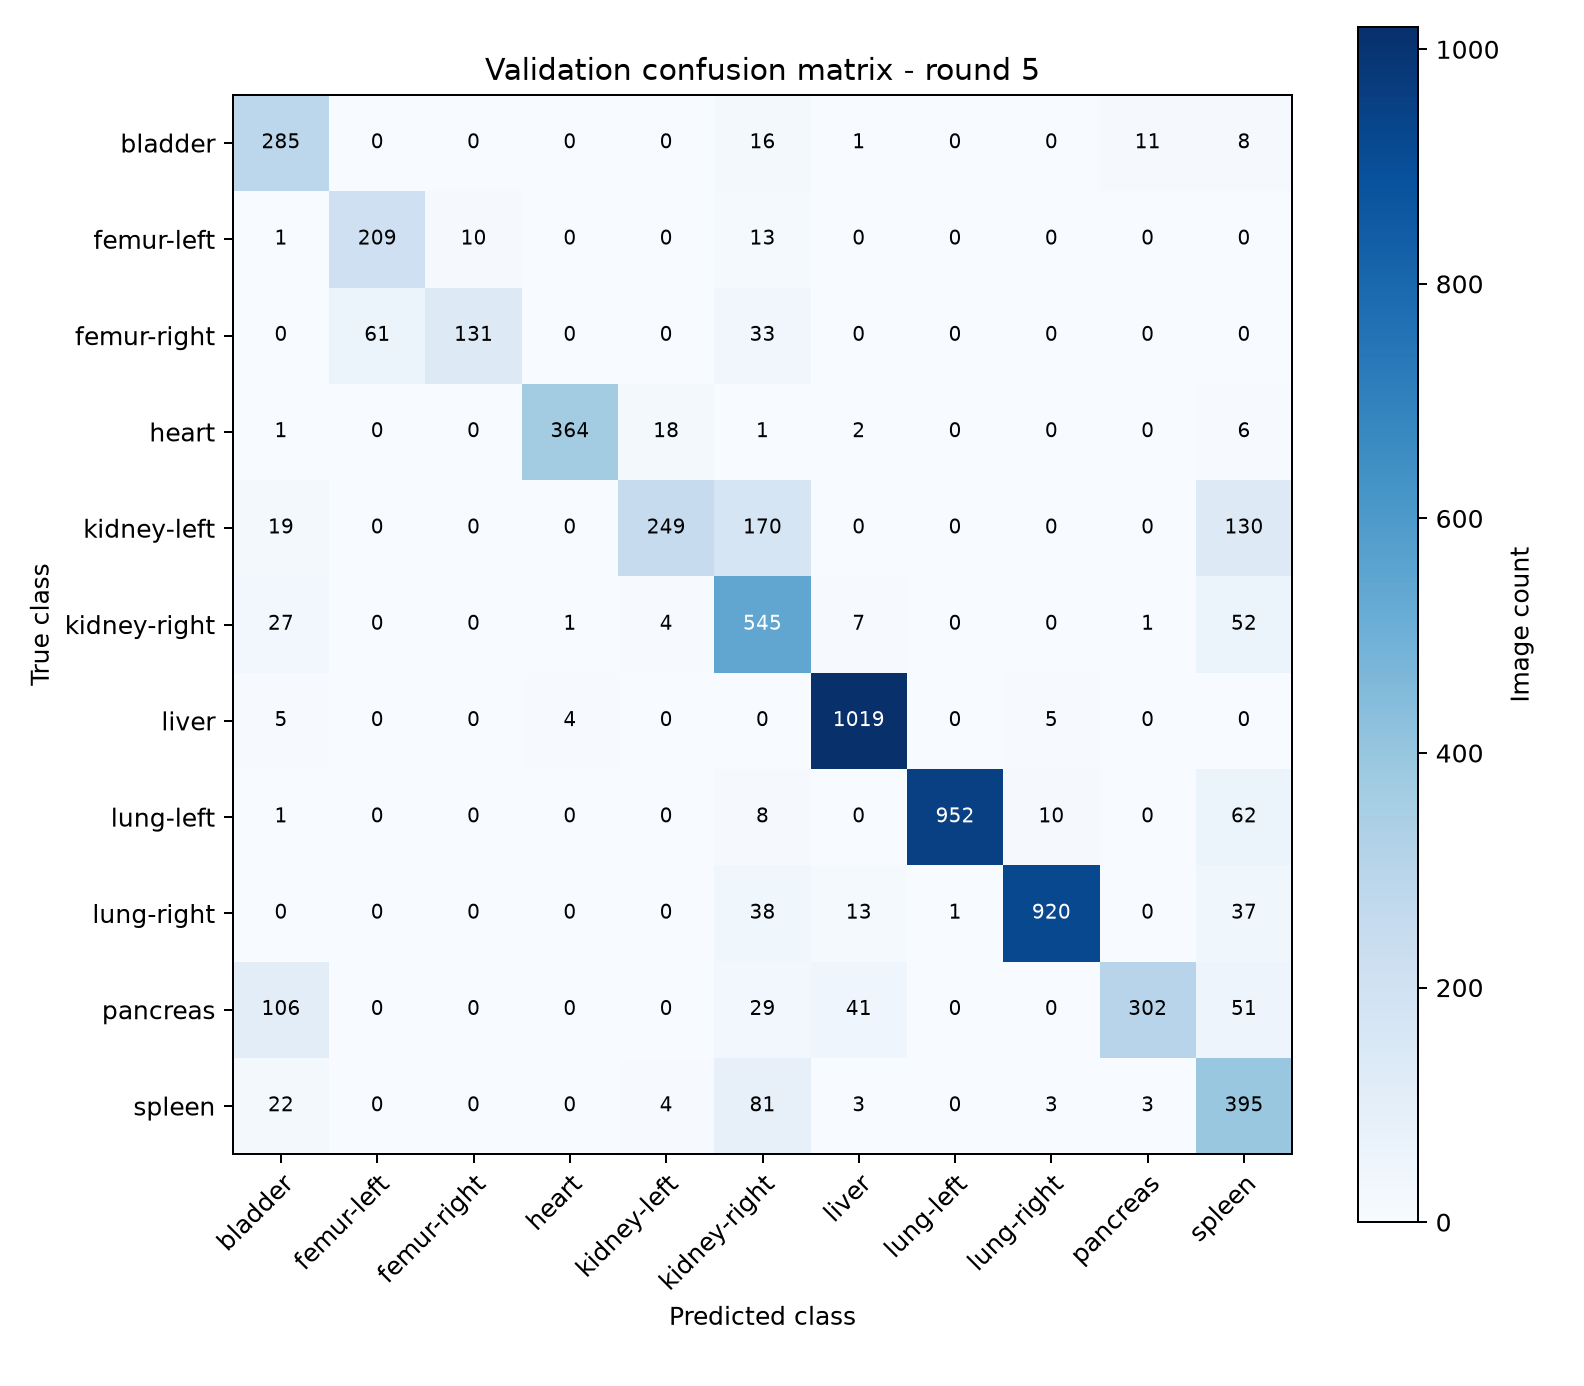 Validation confusion matrix - round 5
bladder 285 0 0 0 0 16 1 0 0 11 8
femur-left 1 209 10 0 0 13 0 0 0 0 0
femur-right 0 61 131 0 0 33 0 0 0 0 0
heart 1 0 0 364 18 1 2 0 0 0 6
kidney-left 19 0 0 0 249 170 0 0 0 0 130
kidney-right 27 0 0 1 4 545 7 0 0 1 52
liver 5 0 0 4 0 0 1019 0 5 0 0
lung-left 1 0 0 0 0 8 0 952 10 0 62
lung-right 0 0 0 0 0 38 13 1 920 0 37
pancreas 106 0 0 0 0 29 41 0 0 302 51
spleen 22 0 0 0 4 81 3 0 3 3 395
bladder femur-left femur-right heart kidney-left kidney-right liver lung-left lung-right pancreas spleen
Predicted class
True class
1000
800
600
400
200
0
Image count